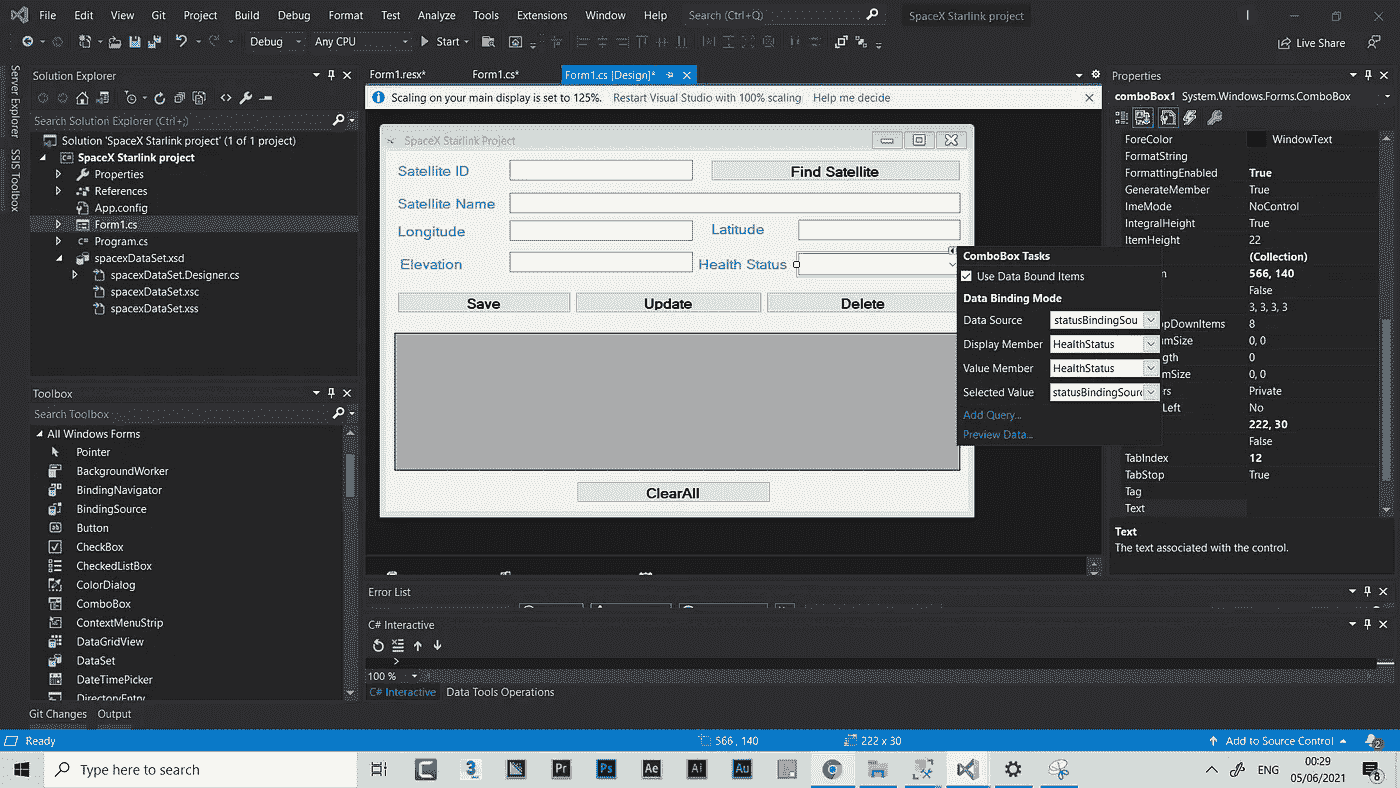 File Edit View Git Project Build Debug Format Test Analyze Tools Extensions Window Help Search (Ctrl+Q) SpaceX Starlink project
Debug Any CPU Start Live Share
Server Explorer
SSIS Toolbox
Solution Explorer
Search Solution Explorer (Ctrl+;)
Solution 'SpaceX Starlink project' (1 of 1 project)
SpaceX Starlink project
Properties
References
App.config
Form1.cs
Program.cs
spacexDataSet.xsd
spacexDataSet.Designer.cs
spacexDataSet.xsc
spacexDataSet.xss
Toolbox
Search Toolbox
All Windows Forms
Pointer
BackgroundWorker
BindingNavigator
BindingSource
Button
CheckBox
CheckedListBox
ColorDialog
ComboBox
ContextMenuStrip
DataGridView
DataSet
DateTimePicker
DirectoryEntry
Git Changes Output
Form1.resx* Form1.cs* Form1.cs [Design]*
Scaling on your main display is set to 125%. Restart Visual Studio with 100% scaling Help me decide
SpaceX Starlink Project
Satellite ID Find Satellite
Satellite Name
Longitude Latitude
Elevation Health Status
Save Update Delete
ClearAll
ComboBox Tasks
Use Data Bound Items
Data Binding Mode
Data Source statusBindingSou
Display Member HealthStatus
Value Member HealthStatus
Selected Value statusBindingSourc
Add Query...
Preview Data...
Error List
C# Interactive
>
100 %
C# Interactive Data Tools Operations
Properties
comboBox1 System.Windows.Forms.ComboBox
ForeColor WindowText
FormatString
FormattingEnabled True
GenerateMember True
ImeMode NoControl
IntegralHeight True
ItemHeight 22
(Collection)
566, 140
False
3, 3, 3, 3
pDownItems 8
mSize 0, 0
gth 0
mSize 0, 0
rs Private
Left No
222, 30
False
TabIndex 12
TabStop True
Tag
Text
Text
The text associated with the control.
Ready 566 , 140 222 x 30 Add to Source Control 2
Type here to search 3 Pr Ps Ae Ai Au ENG 00:29
05/06/2021 8